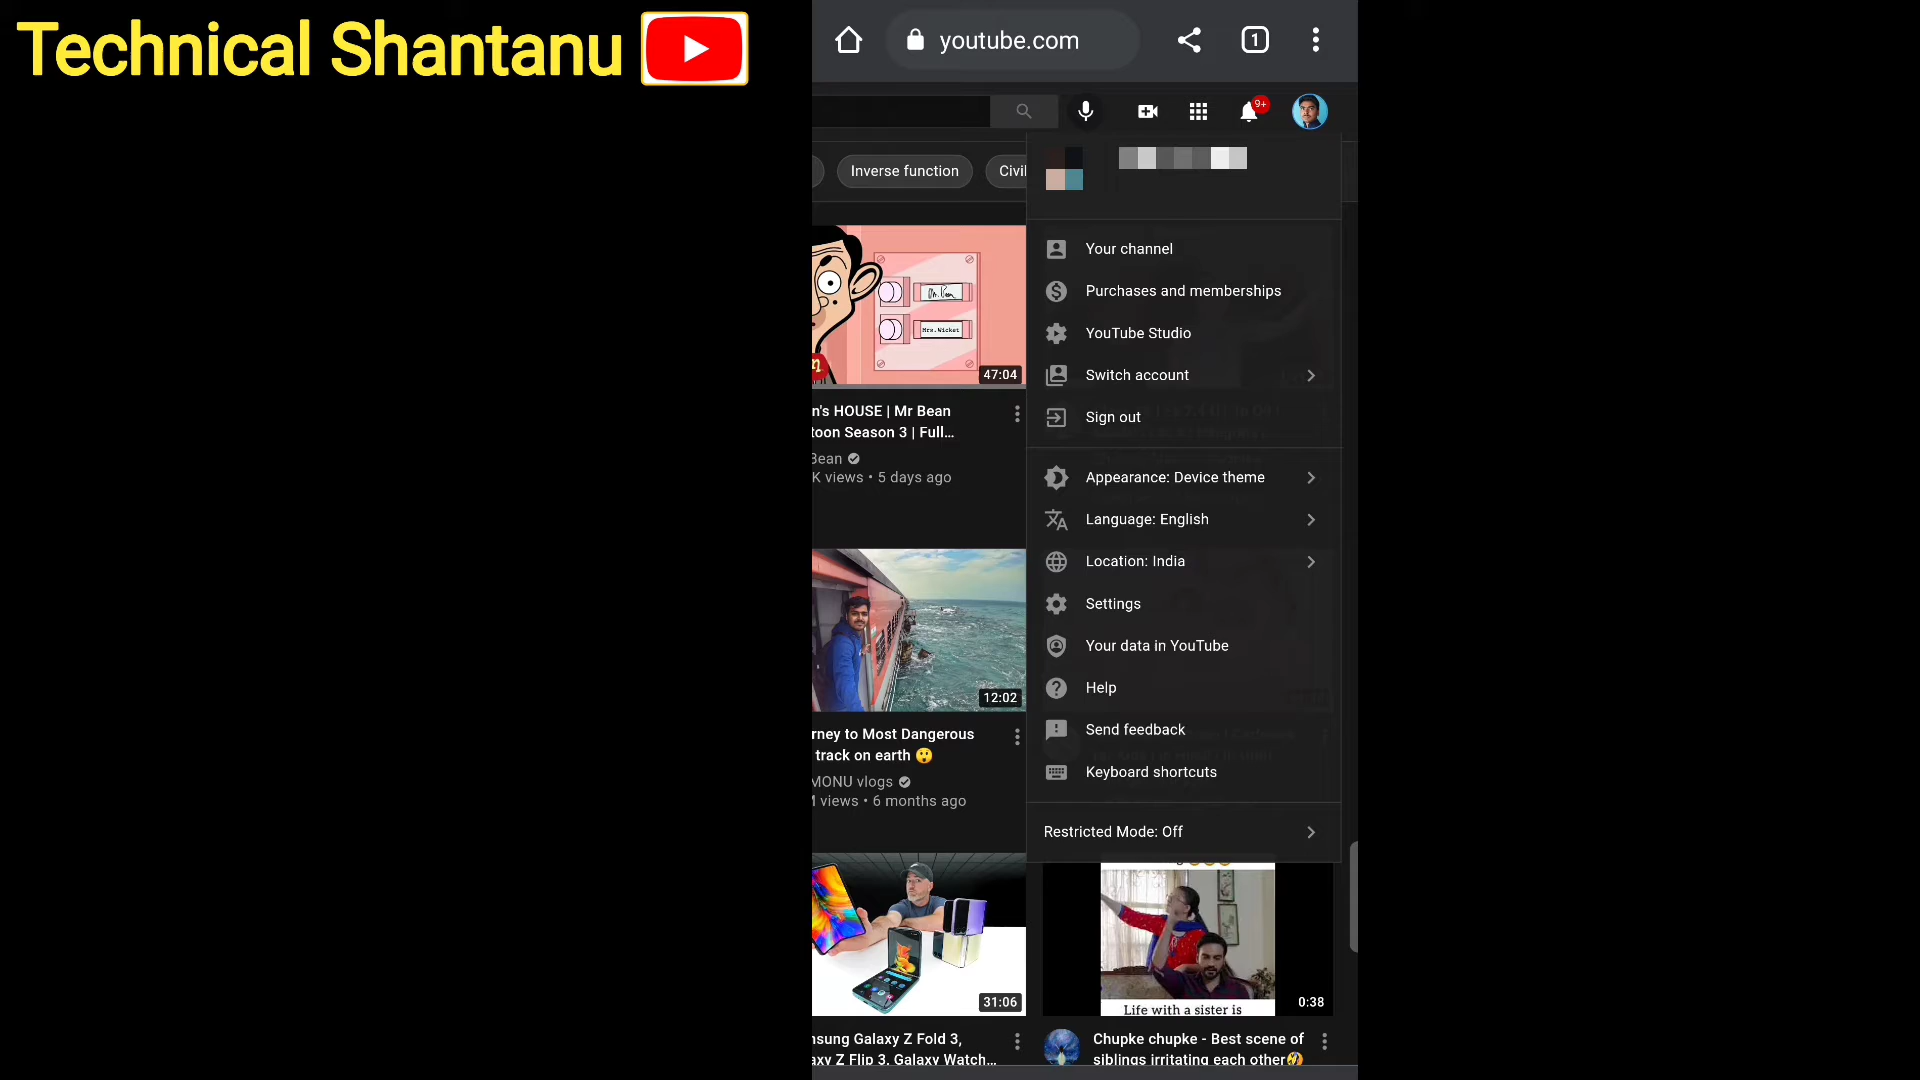 Technical Shantanu
youtube.com
1
9+
Inverse function
Civil
Mr. Bean
Mrs.Wicket
47:04
n's HOUSE | Mr Bean
toon Season 3 | Full...
Bean
K views • 5 days ago
12:02
rney to Most Dangerous
track on earth 😲
MONU vlogs
views • 6 months ago
31:06
nsung Galaxy Z Fold 3,
axy Z Flip 3, Galaxy Watch...
Your channel
Purchases and memberships
YouTube Studio
Switch account
Sign out
Appearance: Device theme
Language: English
Location: India
Settings
Your data in YouTube
Help
Send feedback
Keyboard shortcuts
Restricted Mode: Off
Life with a sister is
0:38
Chupke chupke - Best scene of
siblings irritating each other🤣